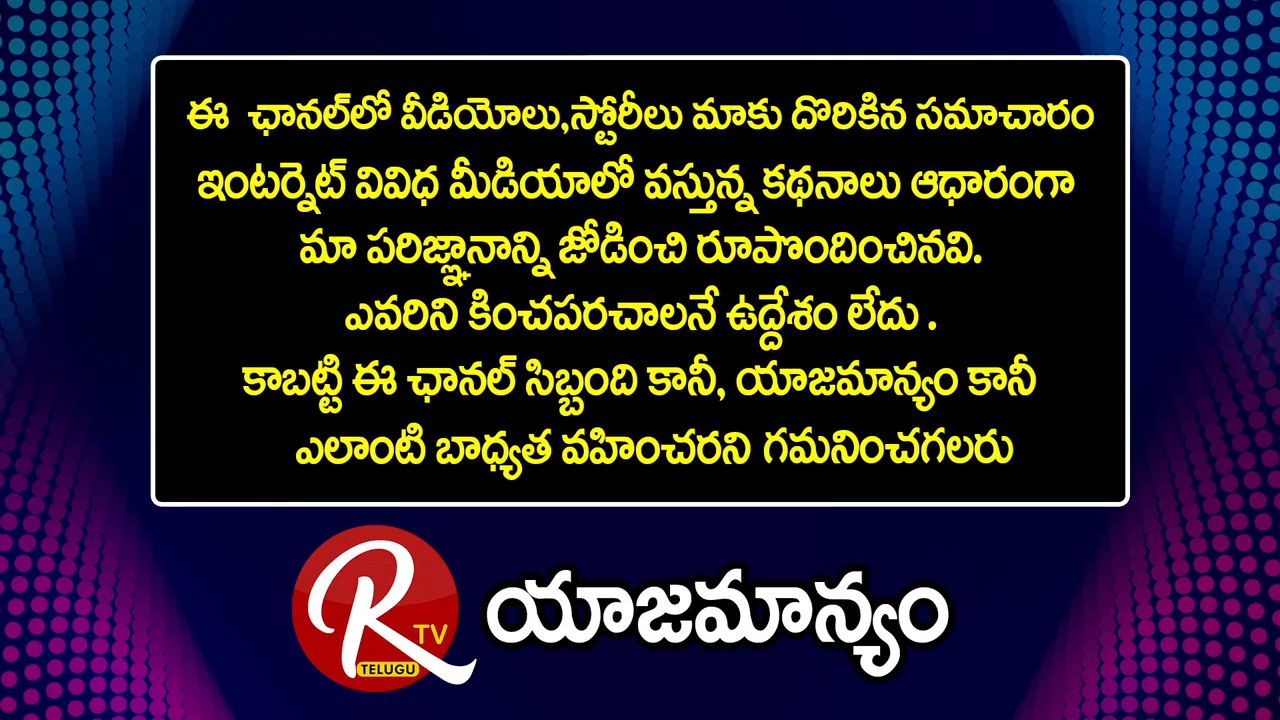 ఈ ఛానల్‌లో వీడియోలు,స్టోరీలు మాకు దొరికిన సమాచారం
ఇంటర్నెట్ వివిధ మీడియాలో వస్తున్న కథనాలు ఆధారంగా
మా పరిజ్ఞానాన్ని జోడించి రూపొందించినవి.
ఎవరిని కించపరచాలనే ఉద్దేశం లేదు .
కాబట్టి ఈ ఛానల్ సిబ్బంది కానీ, యాజమాన్యం కానీ
ఎలాంటి బాధ్యత వహించరని గమనించగలరు
R TV
TELUGU
యాజమాన్యం